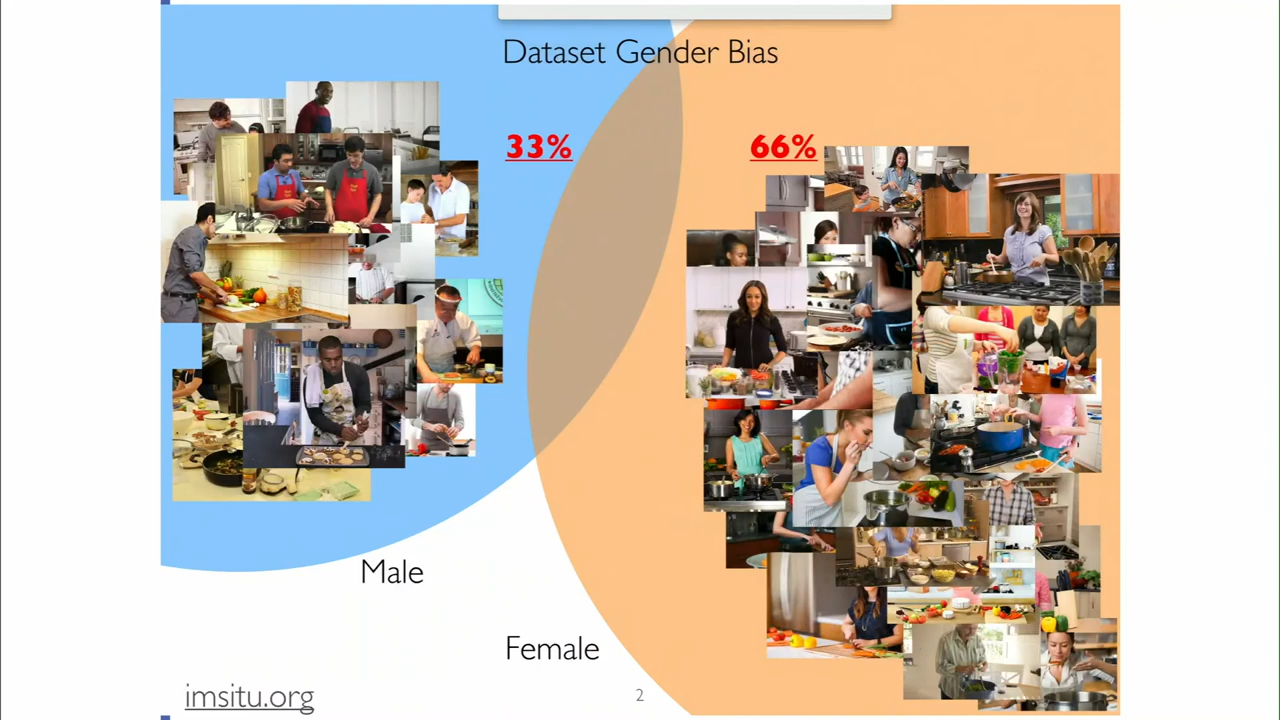 Dataset Gender Bias
33%
66%
Male
Female
imsitu.org
2